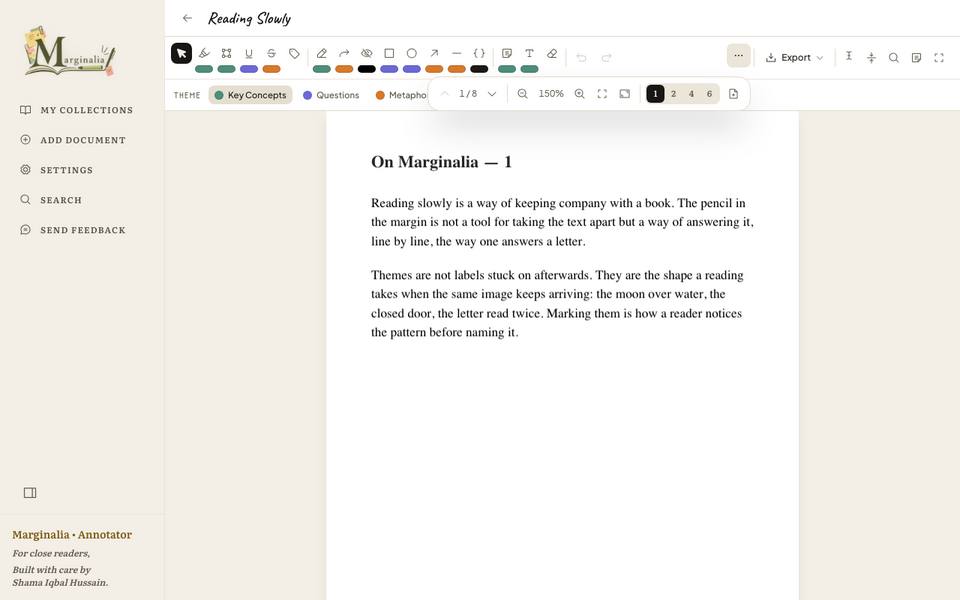 Marginalia
MY COLLECTIONS
ADD DOCUMENT
SETTINGS
SEARCH
SEND FEEDBACK
Marginalia • Annotator
For close readers,
Built with care by
Shama Iqbal Hussain.
Reading Slowly
Export
THEME Key Concepts Questions Metapho
1 / 8 150% 1 2 4 6
On Marginalia — 1
Reading slowly is a way of keeping company with a book. The pencil in
the margin is not a tool for taking the text apart but a way of answering it,
line by line, the way one answers a letter.
Themes are not labels stuck on afterwards. They are the shape a reading
takes when the same image keeps arriving: the moon over water, the
closed door, the letter read twice. Marking them is how a reader notices
the pattern before naming it.